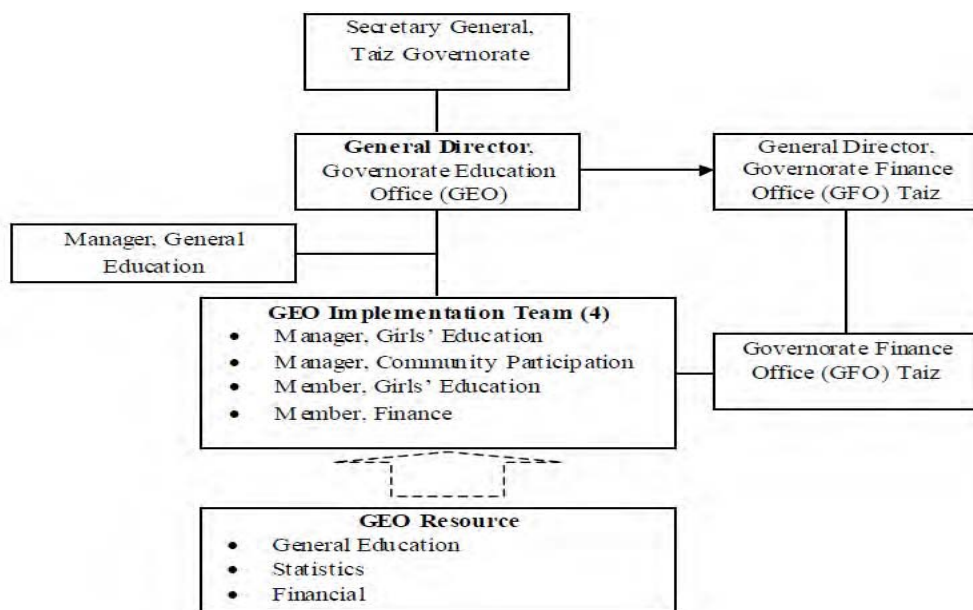 Secretary General,
Taiz Governorate
General Director,
Governorate Education
Office (GEO)
General Director,
Governorate Finance
Office (GFO) Taiz
Manager, General
Education
GEO Implementation Team (4)
• Manager, Girls' Education
• Manager, Community Participation
• Member, Girls' Education
• Member, Finance
Governorate Finance
Office (GFO) Taiz
GEO Resource
• General Education
• Statistics
• Financial